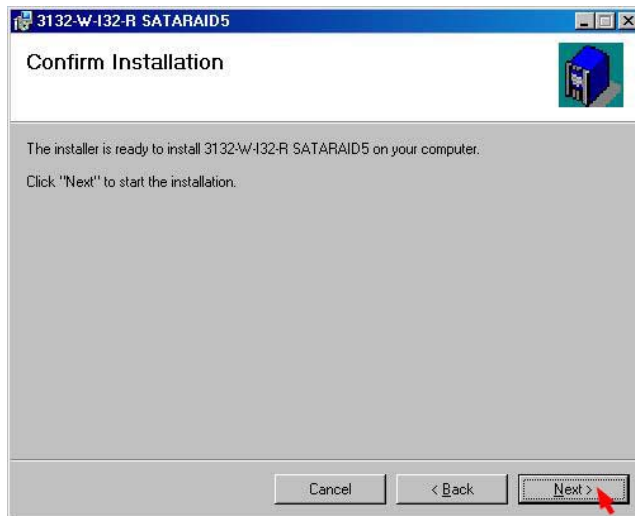 3132-W-I32-R SATARAID5
Confirm Installation
The installer is ready to install 3132-W-I32-R SATARAID5 on your computer.
Click "Next" to start the installation.
Cancel
< Back
Next >